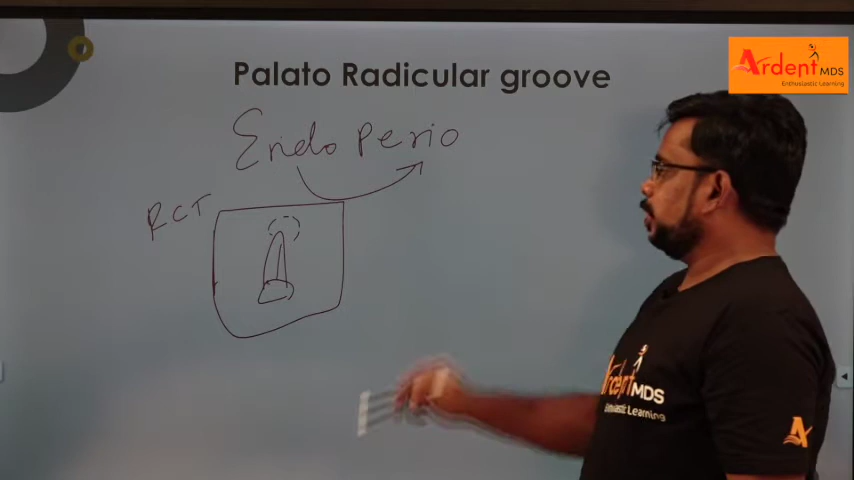 Palato Radicular groove
Ardent MDS
Enthusiastic Learning
Endo Perio
RCT
Ardent MDS
Enthusiastic Learning